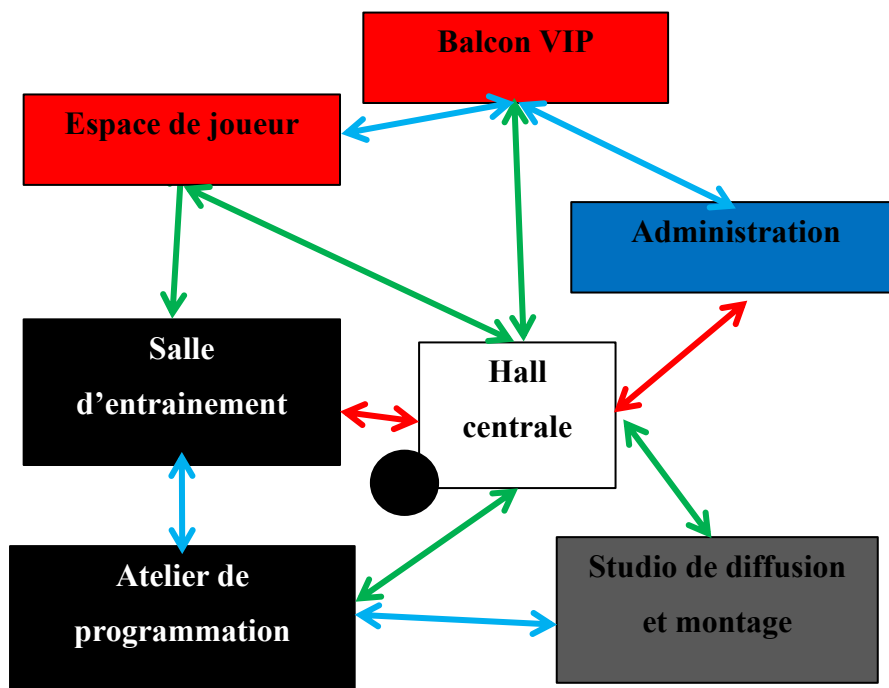 Balcon VIP
Espace de joueur
Administration
Salle
d'entrainement
Hall
centrale
Atelier de
programmation
Studio de diffusion
et montage